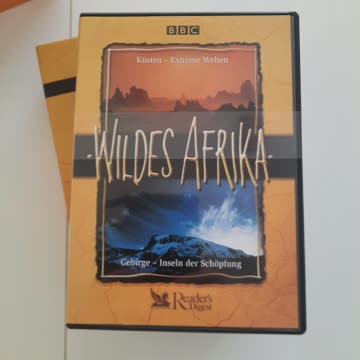 BBC
Küsten – Extreme Welten
WILDES AFRIKA
Gebirge – Inseln der Schöpfung
Reader's
Digest